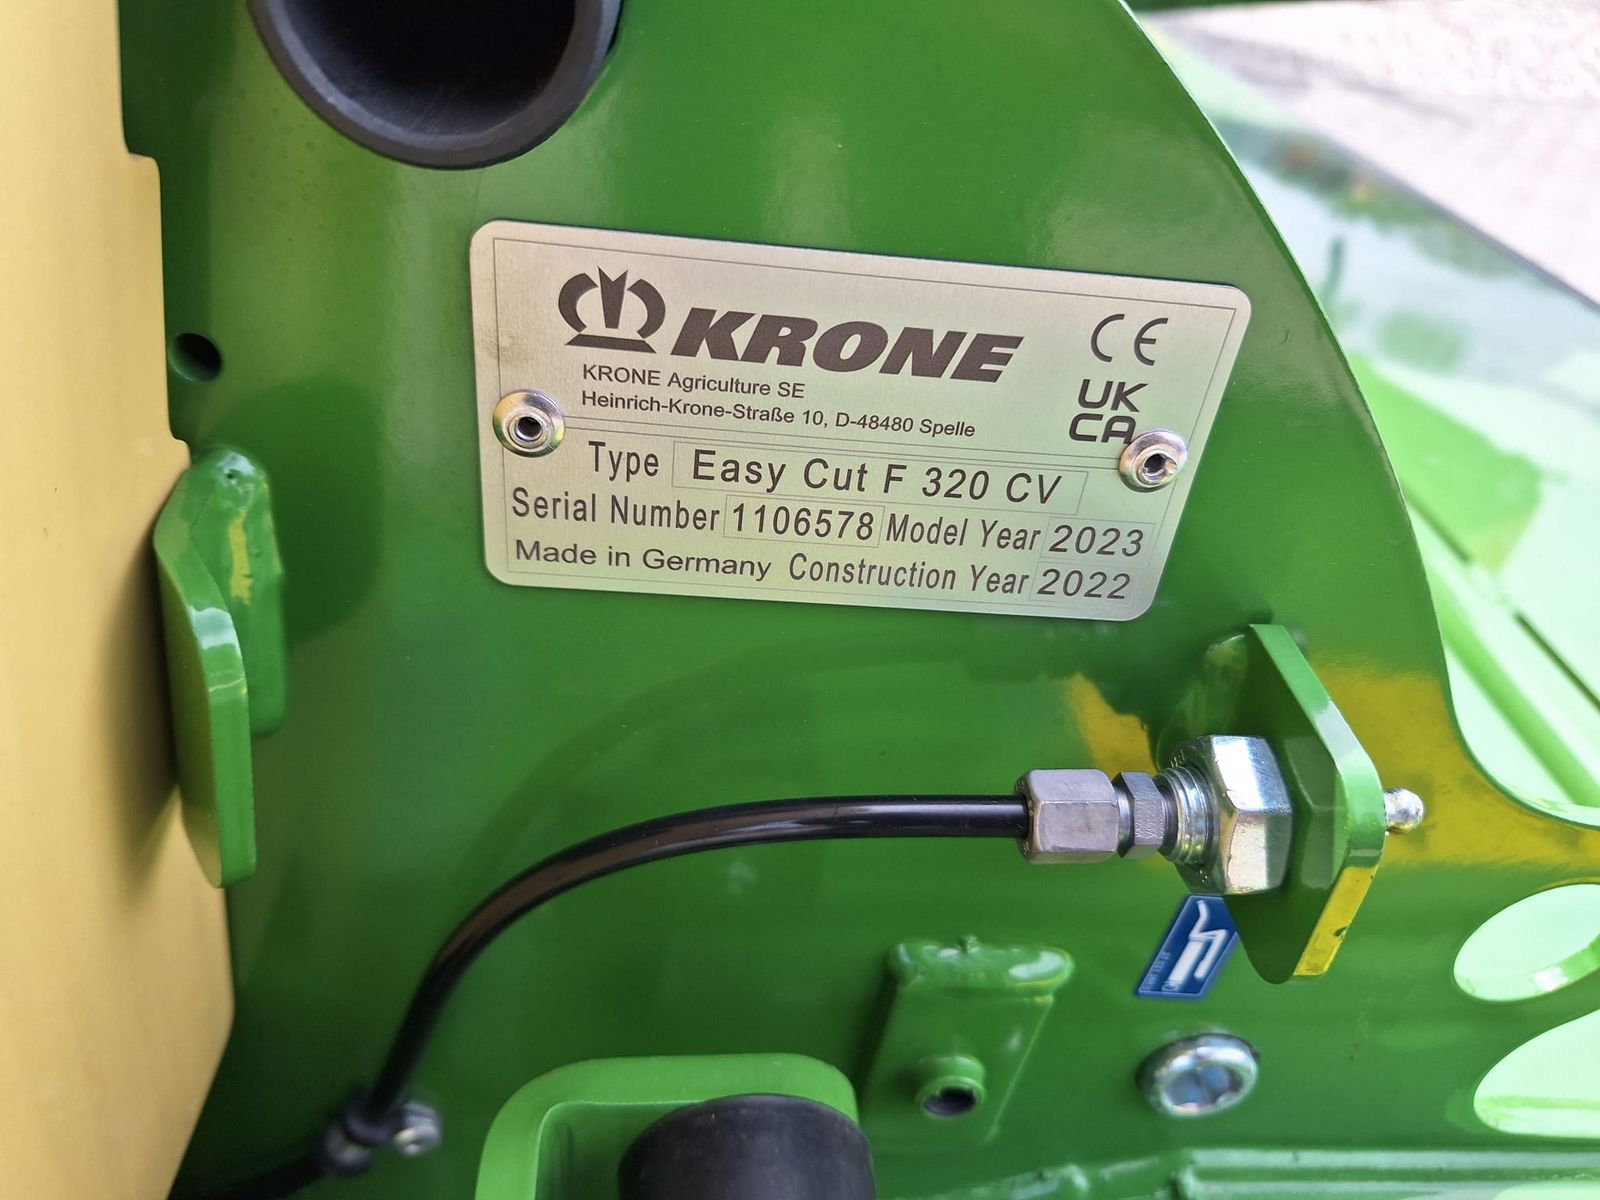 KRONE
CE
KRONE Agriculture SE
Heinrich-Krone-Straße 10, D-48480 Spelle
UK
CA
Type Easy Cut F 320 CV
Serial Number 1106578 Model Year 2023
Made in Germany Construction Year 2022